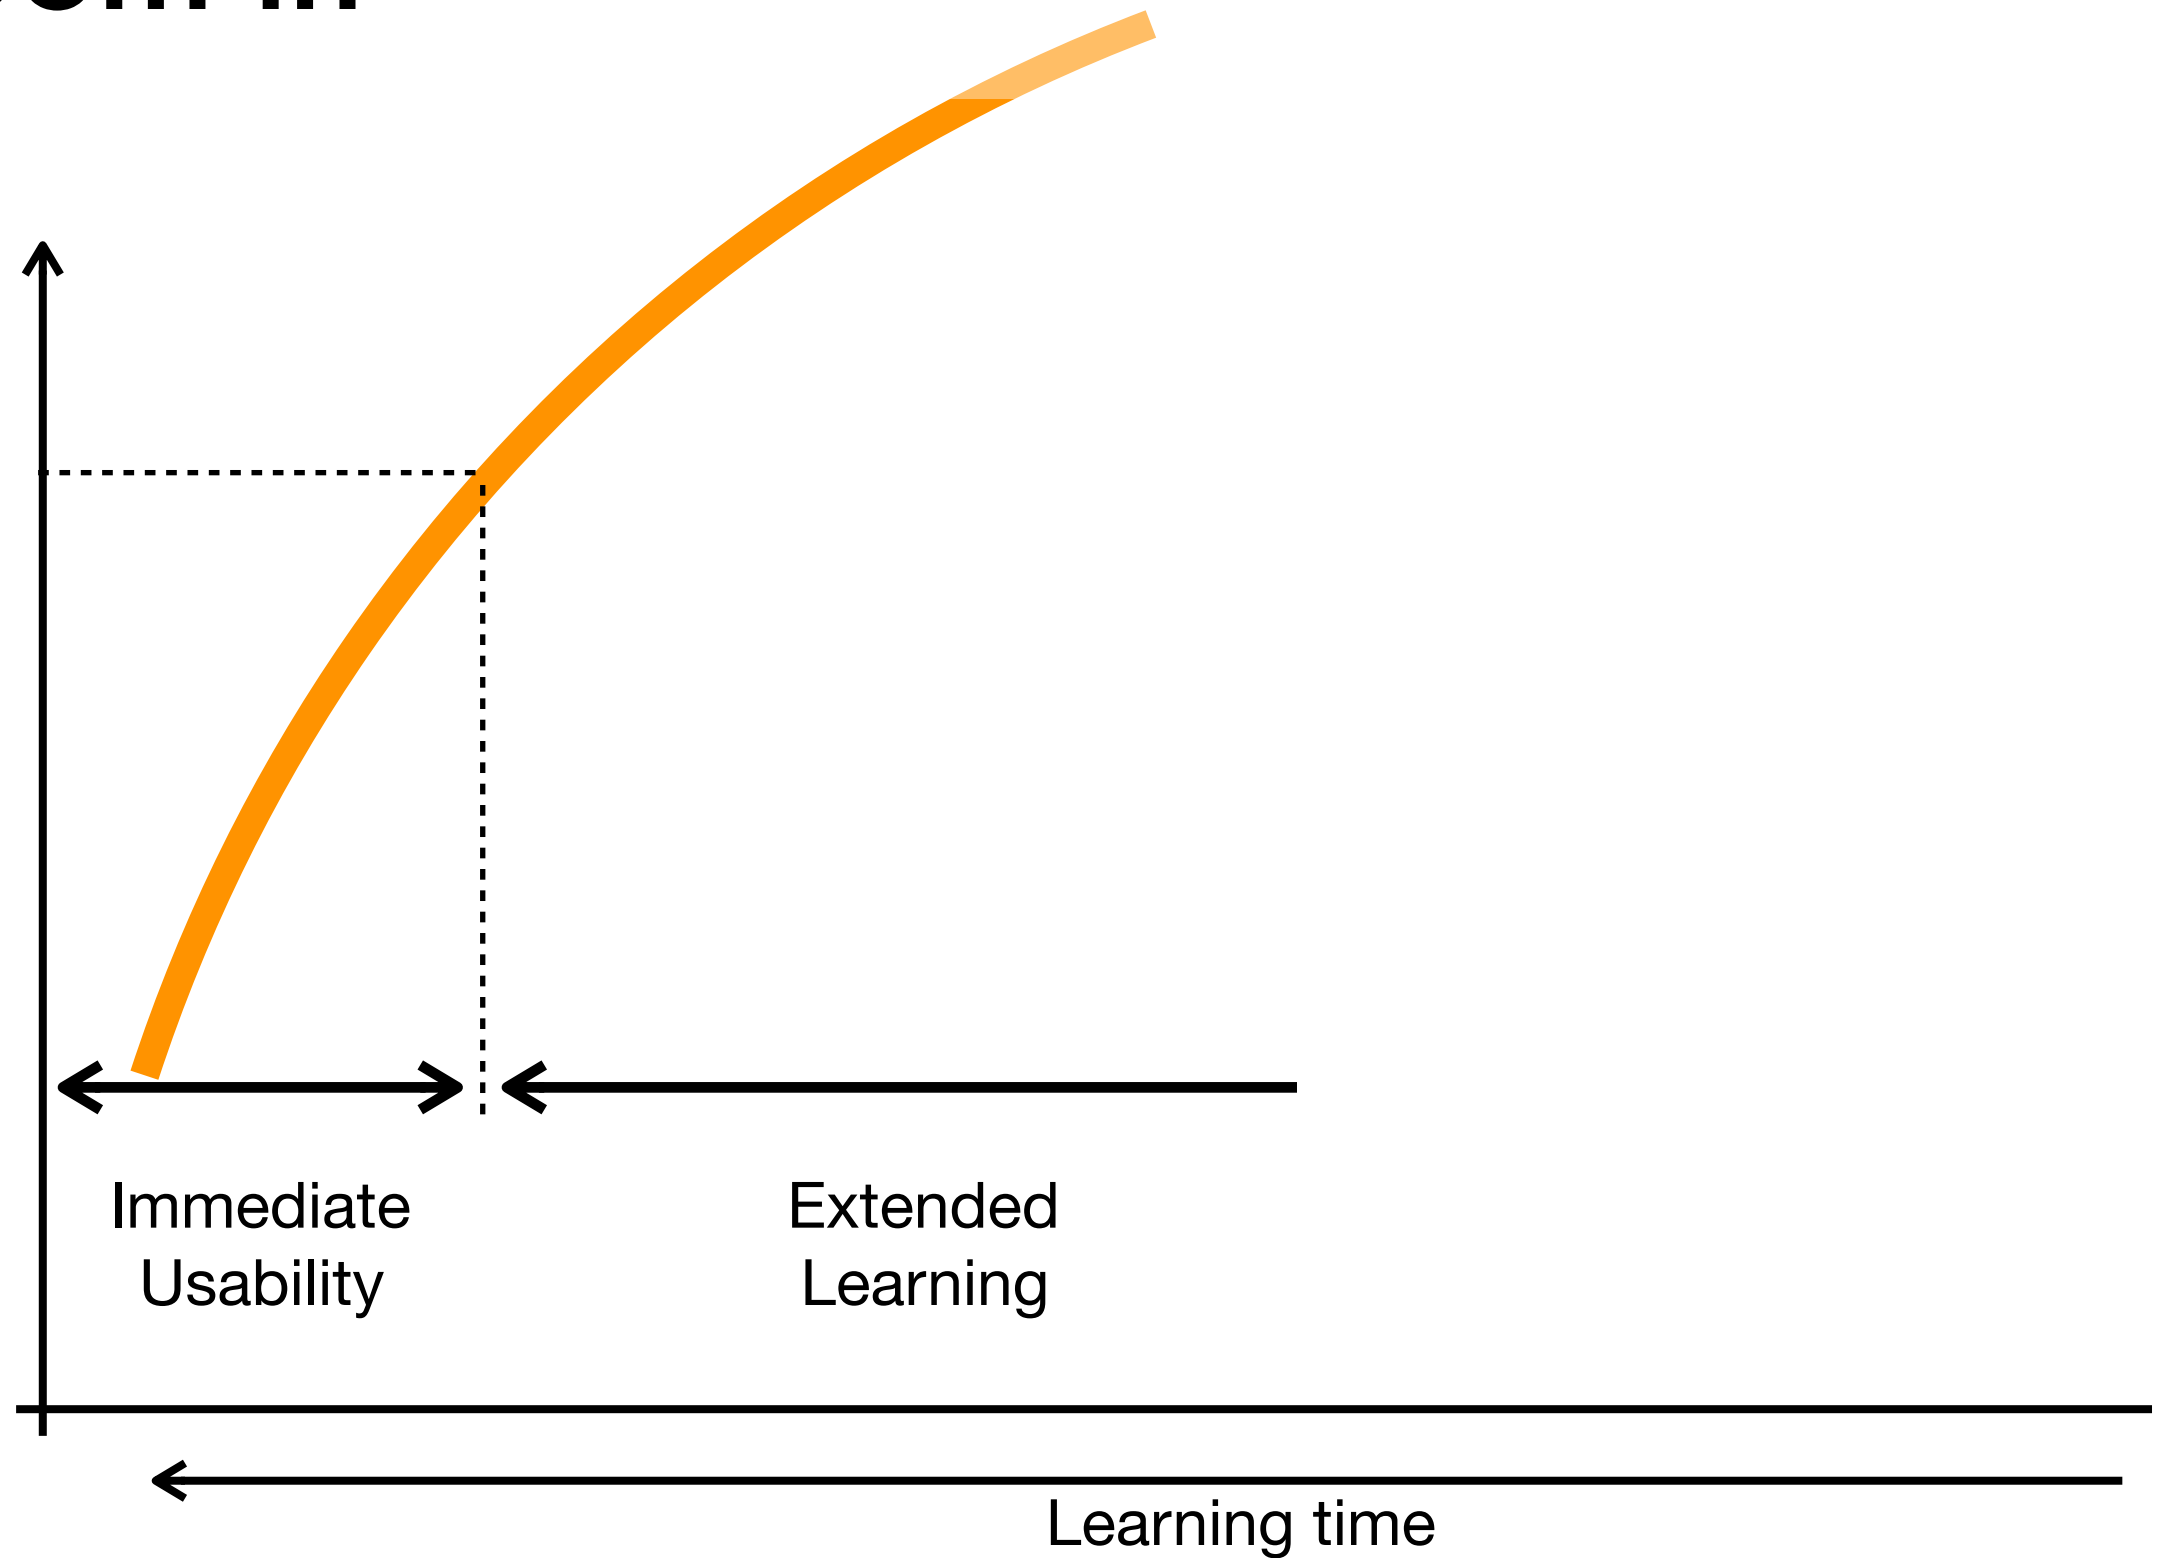 Immediate
Usability
Extended
Learning
Learning time